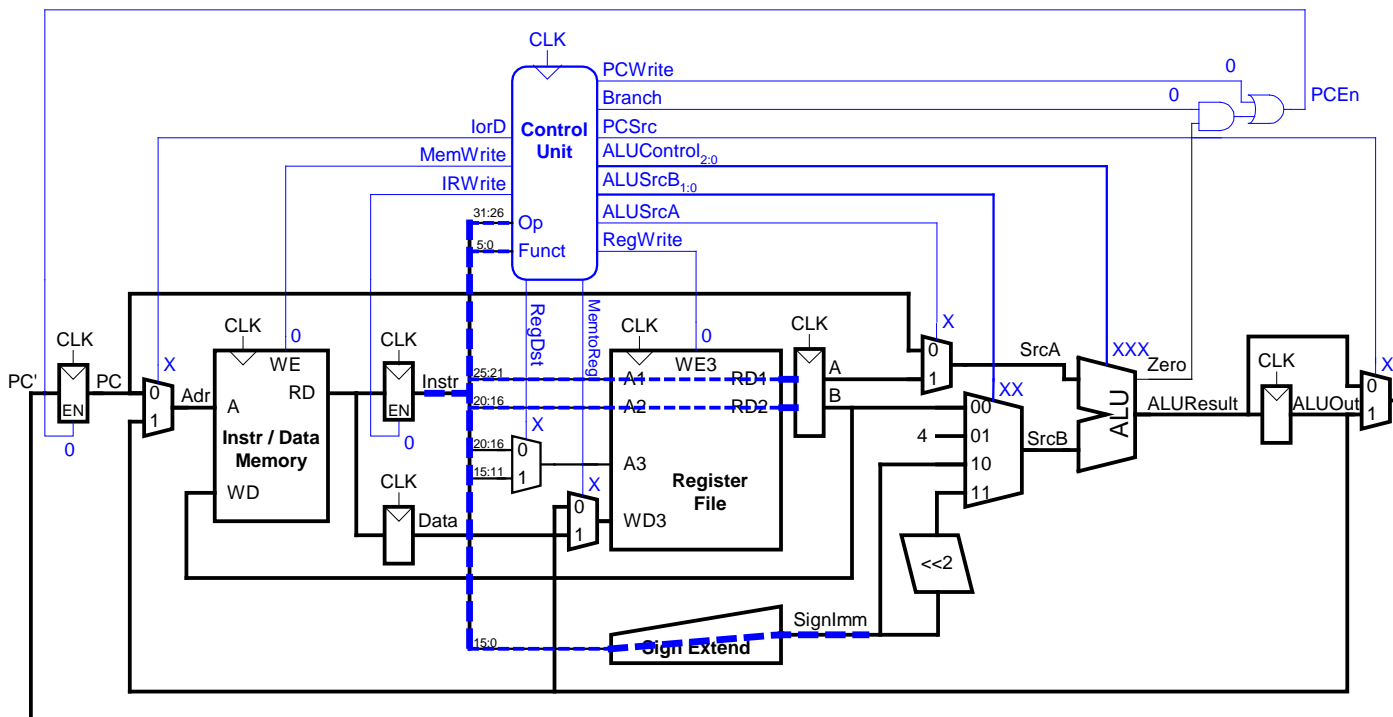 CLK
PCWrite
0
Branch
0
PCEn
IorD
Control
Unit
PCSrc
MemWrite
ALUControl2:0
IRWrite
ALUSrcB1:0
31:26
Op
ALUSrcA
5:0
Funct
RegWrite
RegDst
MemtoReg
CLK
X
CLK
0
CLK
CLK
0
CLK
X
XXX
CLK
X
PC'
EN
PC
0
1
Adr
WE
RD
A
Instr / Data
Memory
WD
EN
Instr
25:21
A1
WE3
RD1
A
0
1
SrcA
Zero
0
20:16
A2
RD2
B
XX
00
ALU
ALUResult
ALUOut
0
1
0
X
4
01
SrcB
20:16
0
A3
10
15:11
1
Register
File
11
CLK
Data
X
0
1
WD3
<<2
SignImm
15:0
Sign Extend